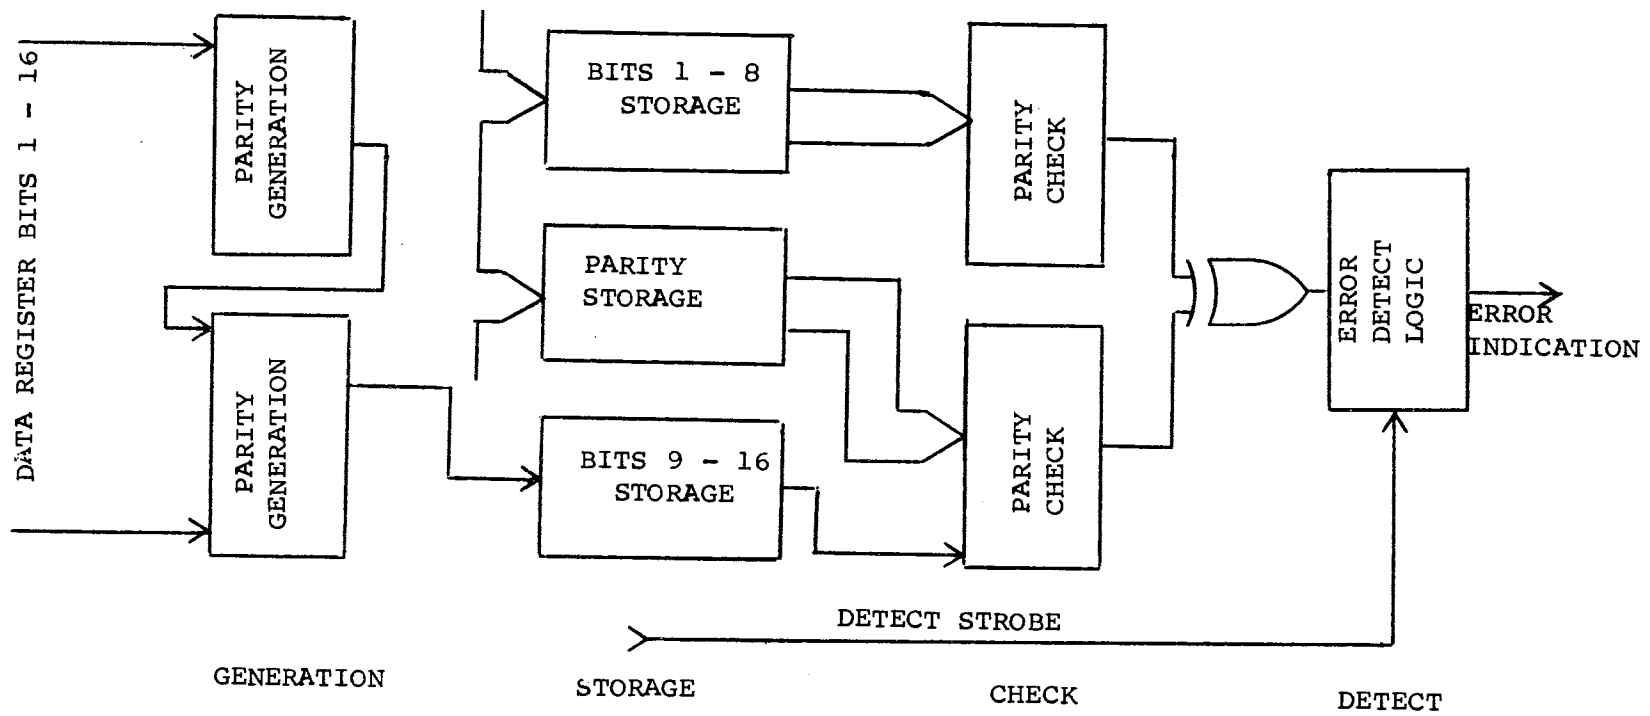 DATA REGISTER BITS 1 - 16
PARITY
GENERATION
PARITY
GENERATION
BITS 1 - 8
STORAGE
PARITY
STORAGE
BITS 9 - 16
STORAGE
PARITY
CHECK
PARITY
CHECK
ERROR
DETECT
LOGIC
ERROR
INDICATION
DETECT STROBE
GENERATION
STORAGE
CHECK
DETECT